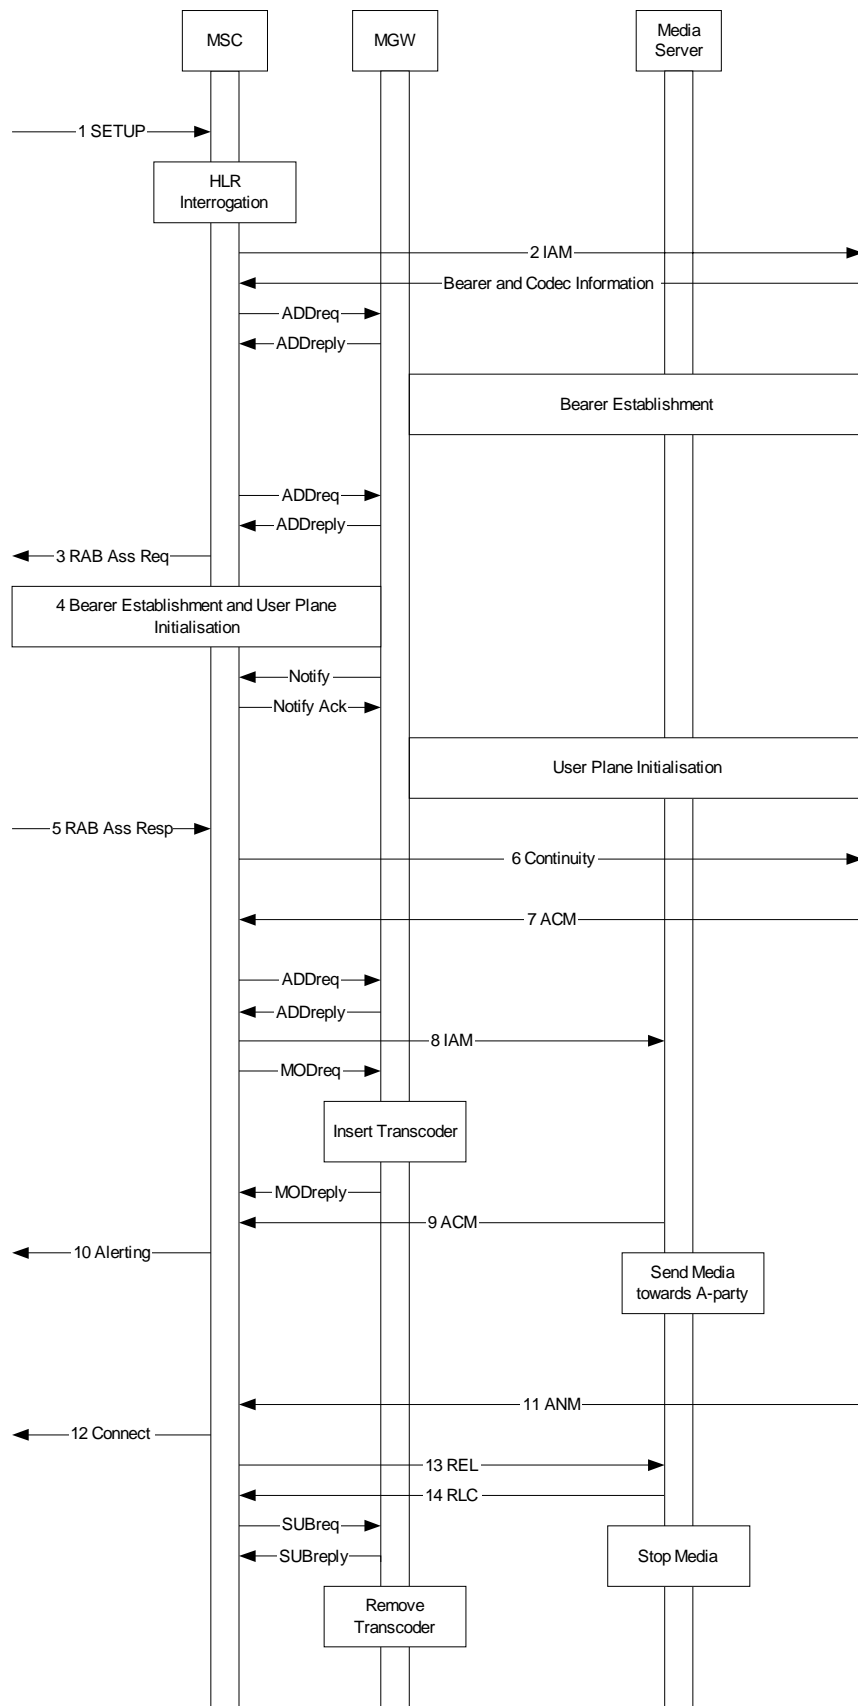 MSC
MGW
Media
Server
1 SETUP
HLR
Interrogation
2 IAM
Bearer and Codec Information
ADDreq
ADDreply
Bearer Establishment
ADDreq
ADDreply
3 RAB Ass Req
4 Bearer Establishment and User Plane
Initialisation
Notify
Notify Ack
User Plane Initialisation
5 RAB Ass Resp
6 Continuity
7 ACM
ADDreq
ADDreply
8 IAM
MODreq
Insert Transcoder
MODreply
9 ACM
10 Alerting
Send Media
towards A-party
11 ANM
12 Connect
13 REL
14 RLC
SUBreq
SUBreply
Stop Media
Remove
Transcoder